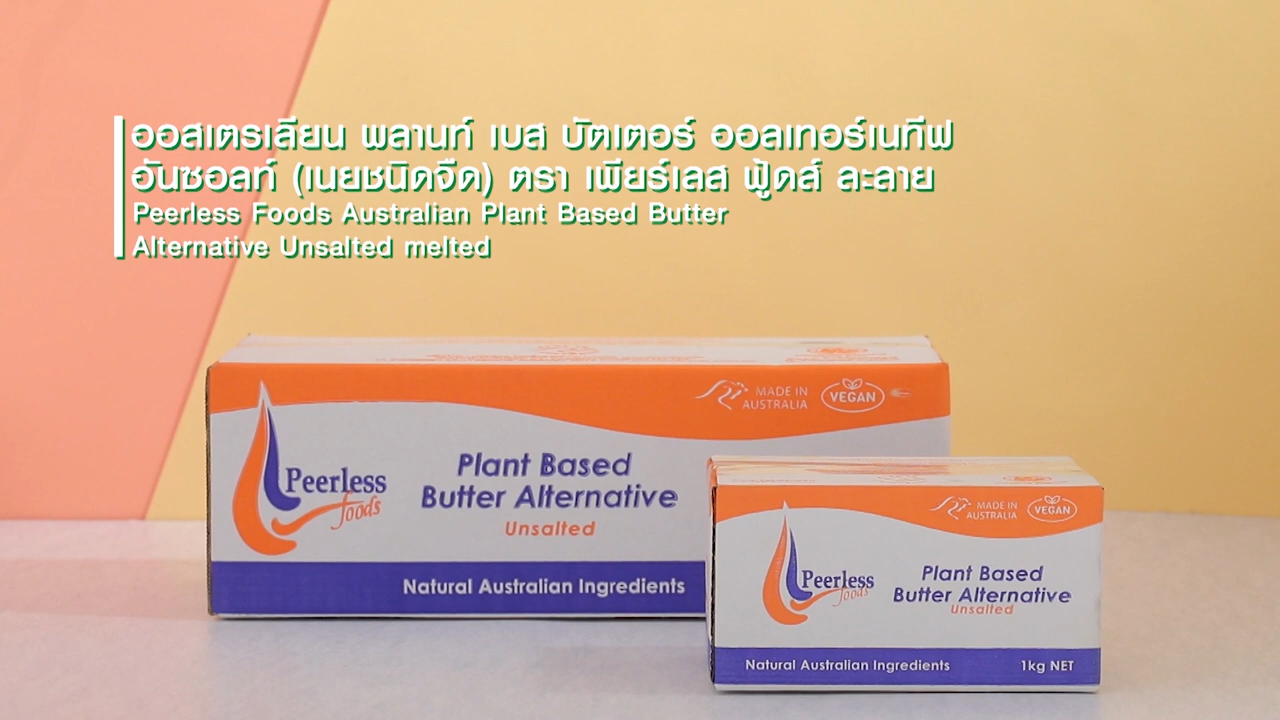 ออสเตรเลียน พลานท์ เบส บัตเตอร์ ออลเทอร์เนทีฟ
อันซอลท์ (เนยชนิดจืด) ตรา เพียร์เลส ฟู้ดส์ ละลาย
Peerless Foods Australian Plant Based Butter
Alternative Unsalted melted
MADE IN
AUSTRALIA
VEGAN
Peerless
foods
Plant Based
Butter Alternative
Unsalted
Natural Australian Ingredients
MADE IN
AUSTRALIA
VEGAN
Peerless
foods
Plant Based
Butter Alternative
Unsalted
Natural Australian Ingredients
1kg NET